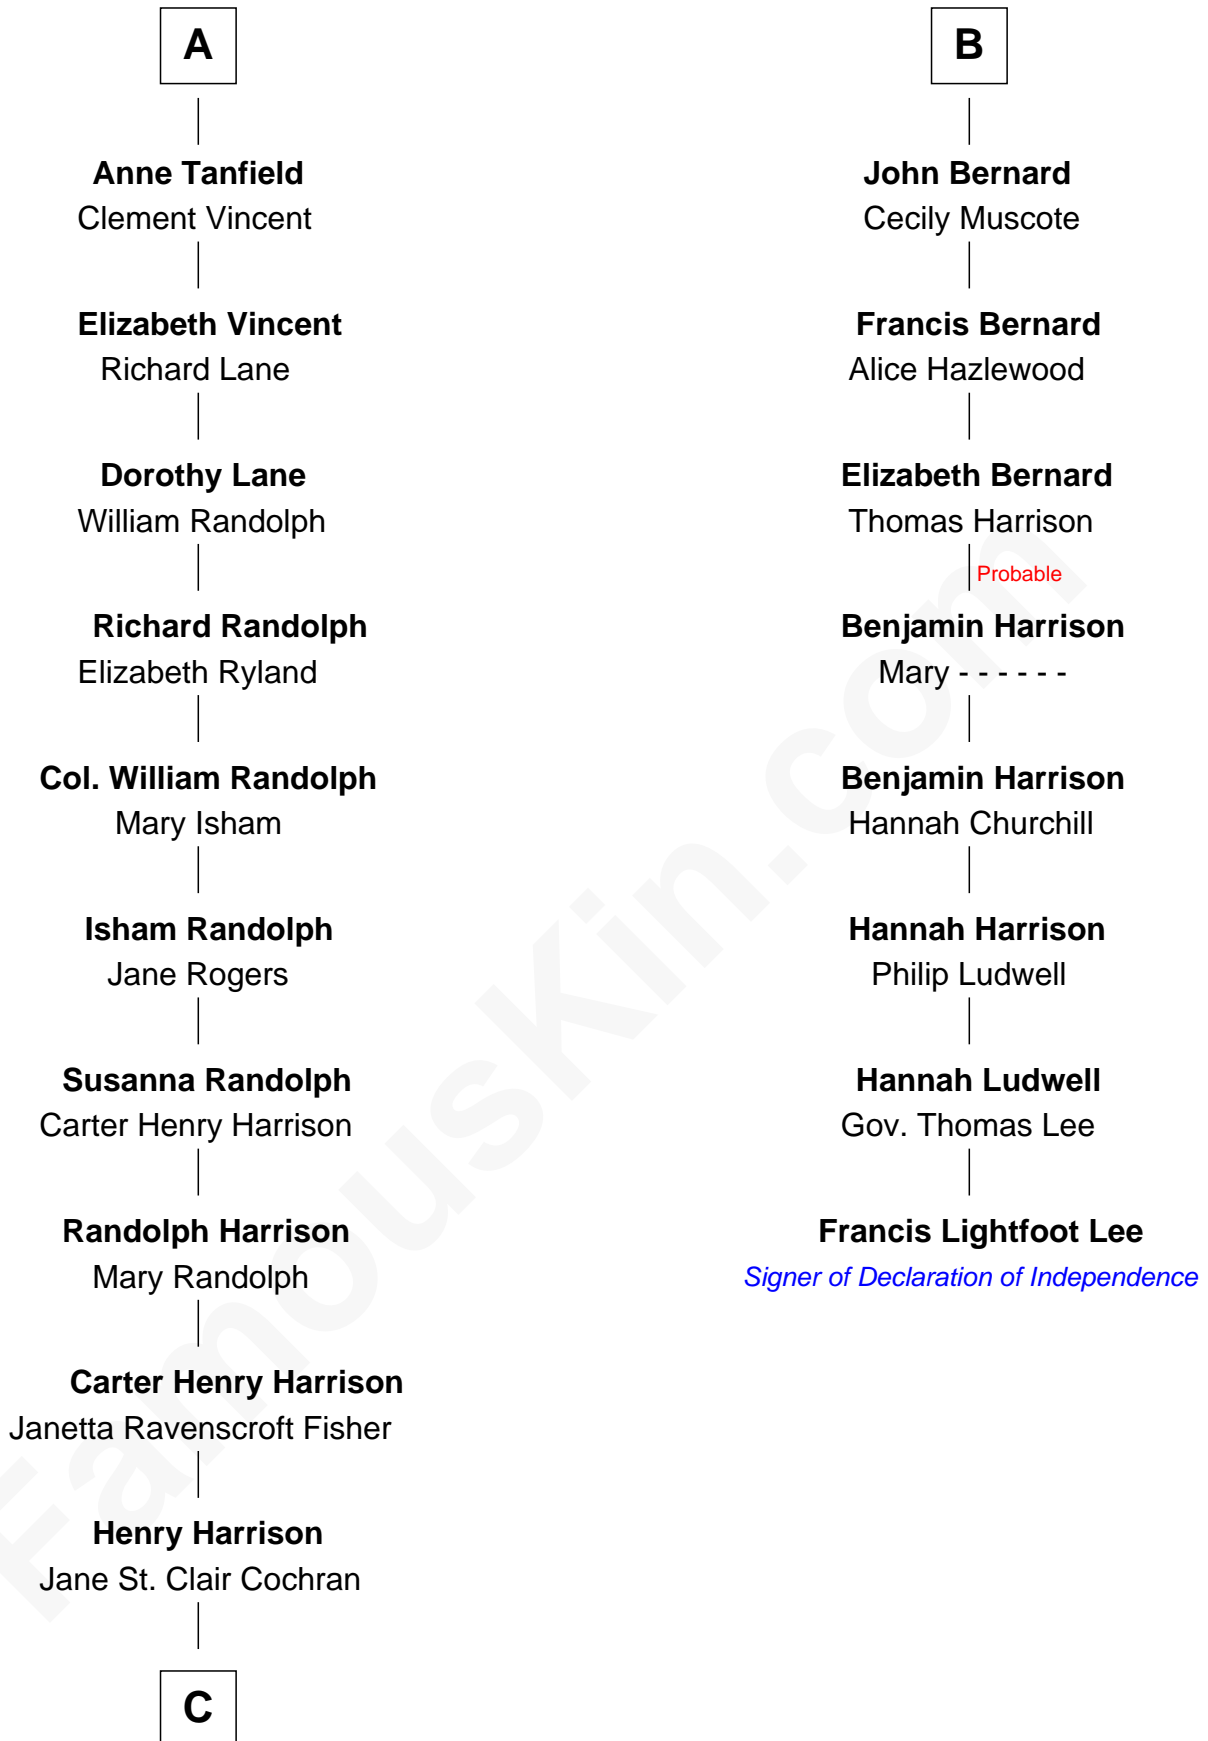 A
Anne Tanfield
Clement Vincent
Elizabeth Vincent
Richard Lane
Dorothy Lane
William Randolph
Richard Randolph
Elizabeth Ryland
Col. William Randolph
Mary Isham
Isham Randolph
Jane Rogers
Susanna Randolph
Carter Henry Harrison
Randolph Harrison
Mary Randolph
Carter Henry Harrison
Janetta Ravenscroft Fisher
Henry Harrison
Jane St. Clair Cochran
C
B
John Bernard
Cecily Muscote
Francis Bernard
Alice Hazlewood
Elizabeth Bernard
Thomas Harrison
Probable
Benjamin Harrison
Mary - - - - - -
Benjamin Harrison
Hannah Churchill
Hannah Harrison
Philip Ludwell
Hannah Ludwell
Gov. Thomas Lee
Francis Lightfoot Lee
Signer of Declaration of Independence
FamousKin.com